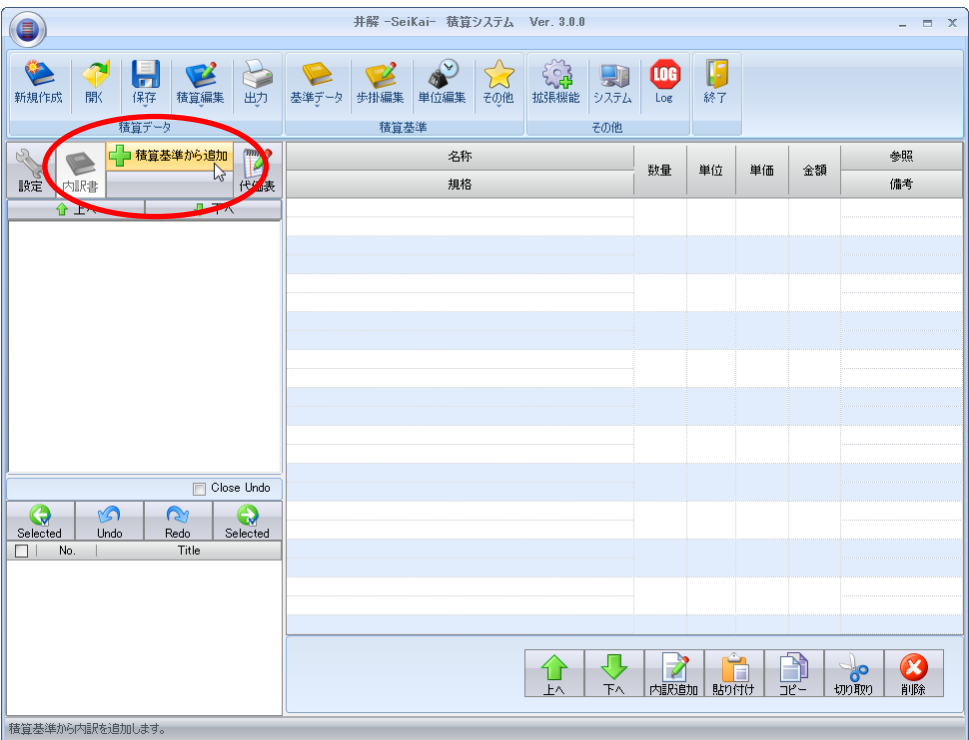 井解 -SeiKai- 積算システム Ver. 3.0.0
新規作成 開く 保存 積算編集 出力 基準データ 歩掛編集 単位編集 その他 拡張機能 システム Log 終了
LOG
積算データ 積算基準 その他
設定 内訳書 積算基準から追加 代価表
上へ 下へ
名称 数量 単位 単価 金額 参照
規格 備考
Close Undo
Selected Undo Redo Selected
No. Title
上へ 下へ 内訳追加 貼り付け コピー 切り取り 削除
積算基準から内訳を追加します。